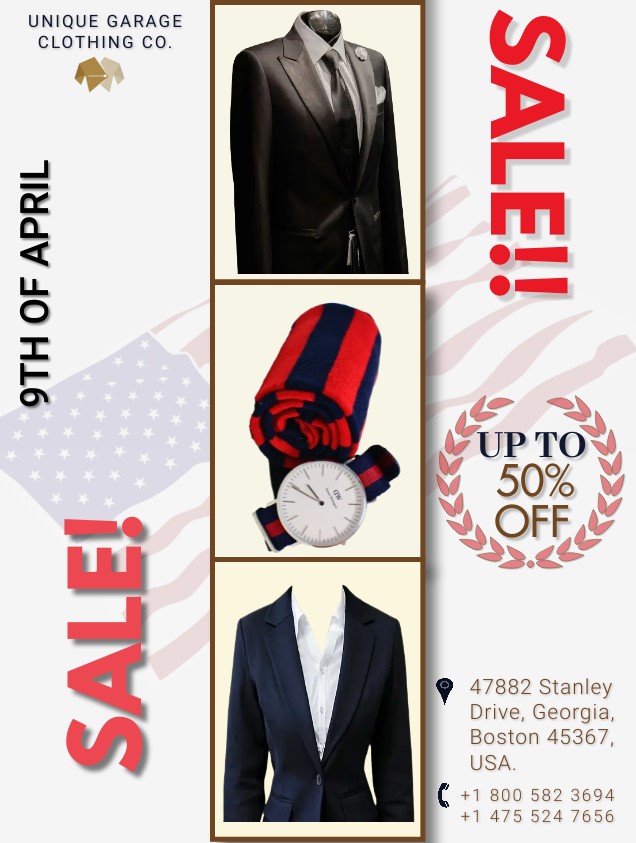 UNIQUE GARAGE
CLOTHING CO.
9TH OF APRIL
SALE!
SALE!!
UP TO
50%
OFF
47882 Stanley
Drive, Georgia,
Boston 45367,
USA.
+1 800 582 3694
+1 475 524 7656